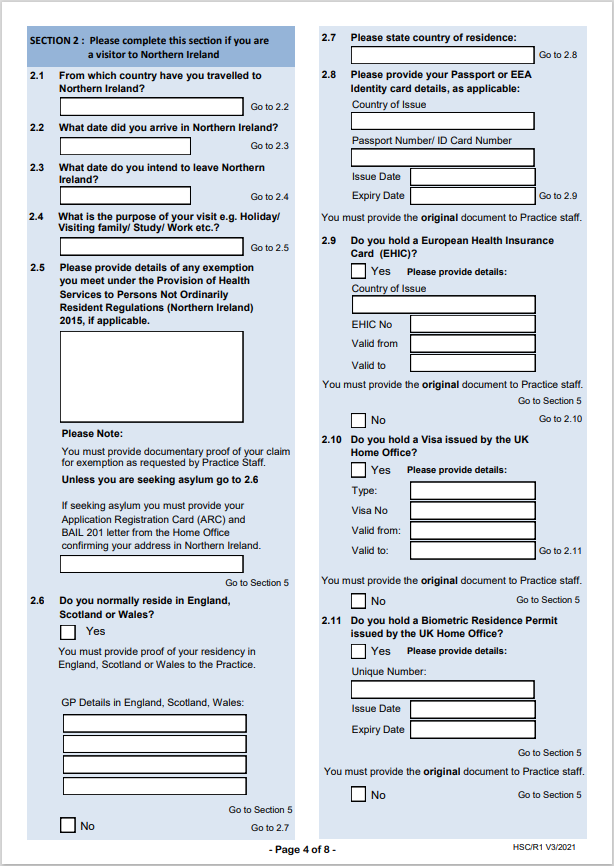 SECTION 2 : Please complete this section if you are
a visitor to Northern Ireland
2.1 From which country have you travelled to
Northern Ireland?
Go to 2.2
2.2 What date did you arrive in Northern Ireland?
Go to 2.3
2.3 What date do you intend to leave Northern
Ireland?
Go to 2.4
2.4 What is the purpose of your visit e.g. Holiday/
Visiting family/ Study/ Work etc.?
Go to 2.5
2.5 Please provide details of any exemption
you meet under the Provision of Health
Services to Persons Not Ordinarily
Resident Regulations (Northern Ireland)
2015, if applicable.
Please Note:
You must provide documentary proof of your claim
for exemption as requested by Practice Staff.
Unless you are seeking asylum go to 2.6
If seeking asylum you must provide your
Application Registration Card (ARC) and
BAIL 201 letter from the Home Office
confirming your address in Northern Ireland.
Go to Section 5
2.6 Do you normally reside in England,
Scotland or Wales?
Yes
You must provide proof of your residency in
England, Scotland or Wales to the Practice.
GP Details in England, Scotland, Wales:
Go to Section 5
No Go to 2.7
2.7 Please state country of residence:
Go to 2.8
2.8 Please provide your Passport or EEA
Identity card details, as applicable:
Country of Issue
Passport Number/ ID Card Number
Issue Date
Expiry Date Go to 2.9
You must provide the original document to Practice staff.
2.9 Do you hold a European Health Insurance
Card (EHIC)?
Yes Please provide details:
Country of Issue
EHIC No
Valid from
Valid to
You must provide the original document to Practice staff.
Go to Section 5
No Go to 2.10
2.10 Do you hold a Visa issued by the UK
Home Office?
Yes Please provide details:
Type:
Visa No
Valid from:
Valid to: Go to 2.11
You must provide the original document to Practice staff.
No Go to Section 5
2.11 Do you hold a Biometric Residence Permit
issued by the UK Home Office?
Yes Please provide details:
Unique Number:
Issue Date
Expiry Date
Go to Section 5
You must provide the original document to Practice staff.
No Go to Section 5
- Page 4 of 8 -
HSC/R1 V3/2021